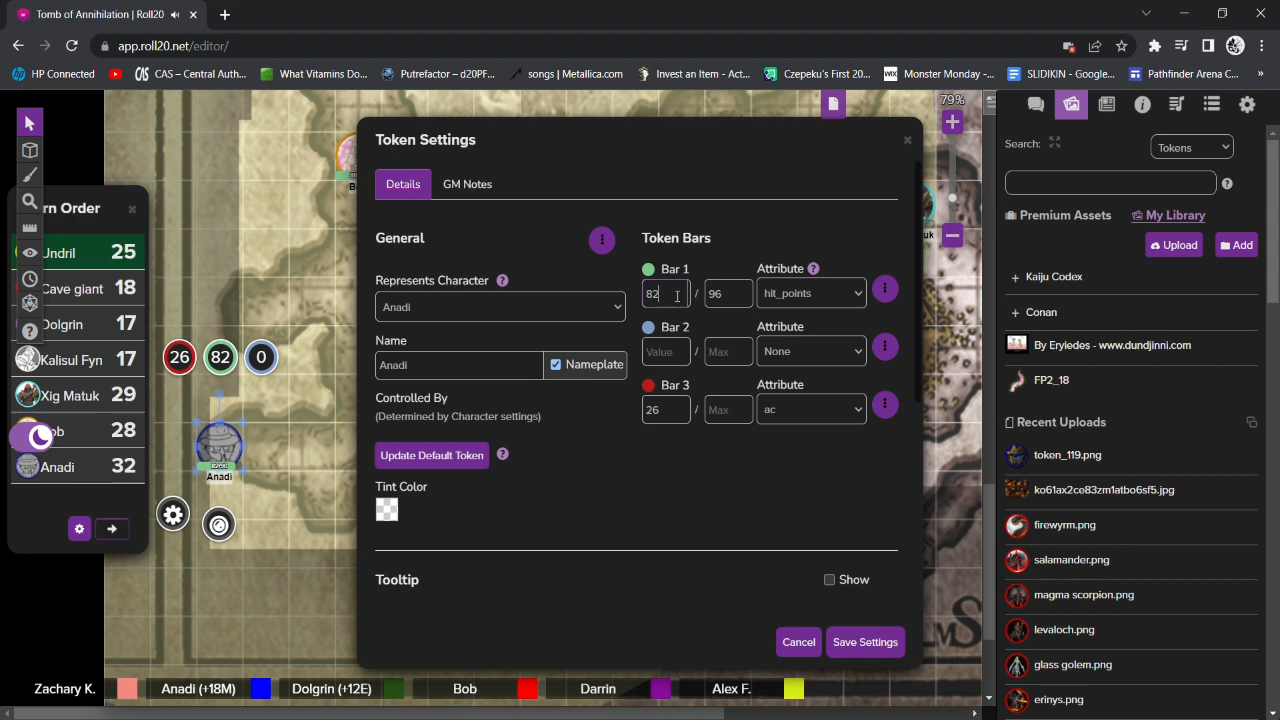 Tomb of Annihilation | Roll20
app.roll20.net/editor/
HP Connected
CAS – Central Auth...
What Vitamins Do...
Putrefactor – d20PF...
songs | Metallica.com
Invest an Item - Act...
Czepeku's First 20...
WIX
Monster Monday -...
SLIDIKIN - Google...
Pathfinder Arena C...
»
79%
Token Settings
Details
GM Notes
General
Token Bars
Represents Character
Anadi
Name
Anadi
Nameplate
Controlled By
(Determined by Character settings)
Update Default Token
Tint Color
Bar 1
Attribute
82 / 96
hit_points
Bar 2
Attribute
Value / Max
None
Bar 3
Attribute
26 / Max
ac
Tooltip
Show
Cancel
Save Settings
rn Order
Undril 25
Cave giant 18
Dolgrin 17
Kalisul Fyn 17
Xig Matuk 29
ob 28
Anadi 32
26
82
0
Anadi
Search:
Tokens
Premium Assets
My Library
Upload
Add
+ Kaiju Codex
+ Conan
By Eryiedes - www.dundjinni.com
FP2_18
Recent Uploads
token_119.png
ko61ax2ce83zm1atbo6sf5.jpg
firewyrm.png
salamander.png
magma scorpion.png
levaloch.png
glass golem.png
erinys.png
Zachary K.
Anadi (+18M)
Dolgrin (+12E)
Bob
Darrin
Alex F.